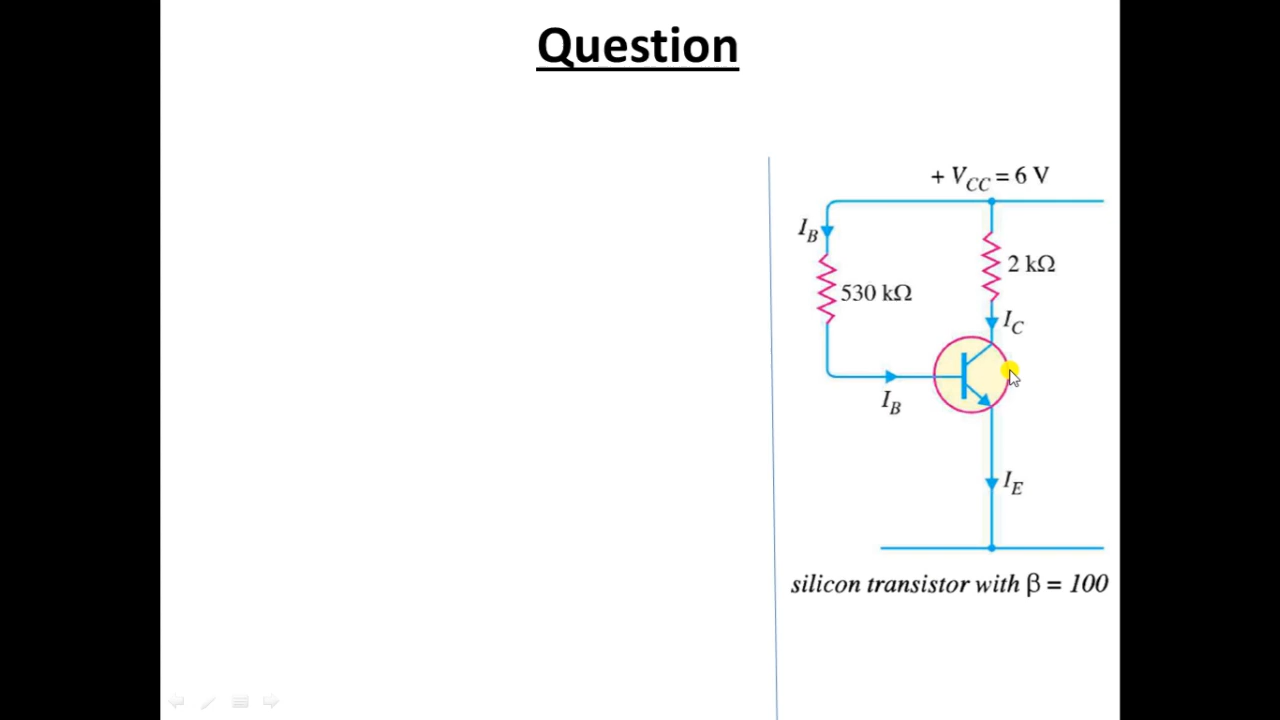 Question
+ V_CC = 6 V
I_B
2 kΩ
530 kΩ
I_C
I_B
I_E
silicon transistor with β = 100